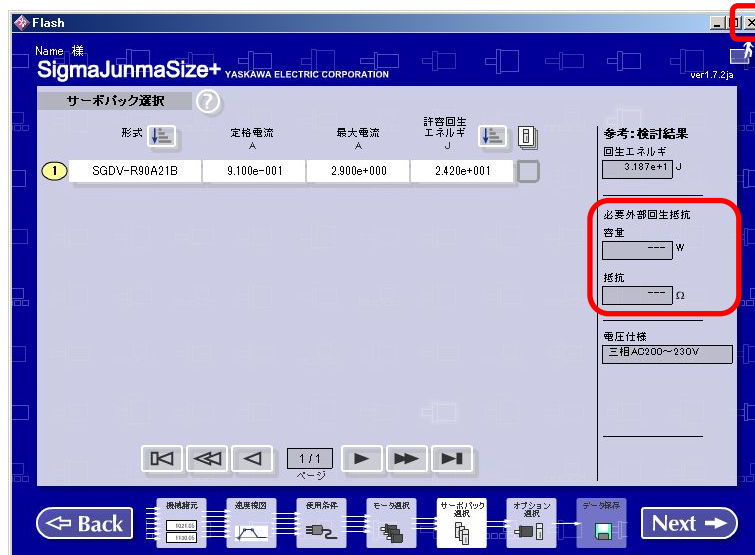 Flash
Name 様
SigmaJunmaSize+ YASKAWA ELECTRIC CORPORATION
ver1.7.2ja
サーボパック選択 ?
形式
定格電流
A
最大電流
A
許容回生
エネルギ
J
1 SGDV-R90A21B 9.100e-001 2.900e+000 2.420e+001
参考:検討結果
回生エネルギ
3.187e+1 J
必要外部回生抵抗
容量
--- W
抵抗
--- Ω
電圧仕様
三相AC200~230V
1/1
ページ
Back
機械諸元
1021.05
1130.05
速度線図
使用条件
モータ選択
サーボパック
選択
オプション
選択
データ保存
Next